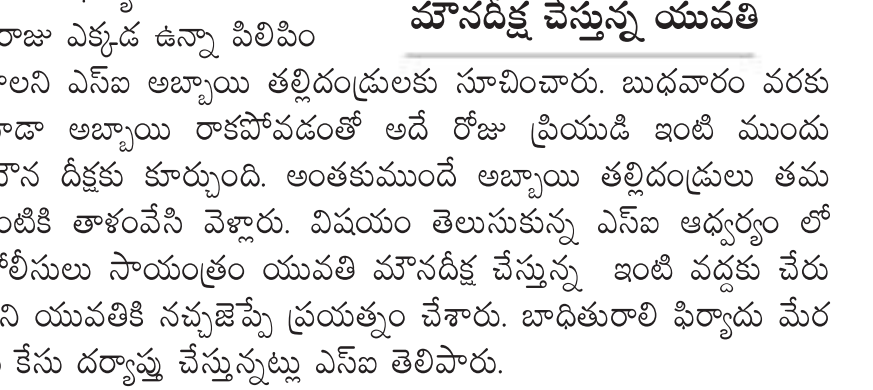 మౌనదీక్ష చేస్తున్న యువతి
రాజు ఎక్కడ ఉన్నా పిలిపిం
లని ఎస్ఐ అబ్బాయి తల్లిదండ్రులకు సూచించారు. బుధవారం వరకు
డా అబ్బాయి రాకపోవడంతో అదే రోజు ప్రియుడి ఇంటి ముందు
న దీక్షకు కూర్చుంది. అంతకుముందే అబ్బాయి తల్లిదండ్రులు తమ
ంటికి తాళంవేసి వెళ్లారు. విషయం తెలుసుకున్న ఎస్ఐ ఆధ్వర్యం లో
లీసులు సాయంత్రం యువతి మౌనదీక్ష చేస్తున్న ఇంటి వద్దకు చేరు
ని యువతికి నచ్చజెప్పే ప్రయత్నం చేశారు. బాధితురాలి ఫిర్యాదు మేర
కేసు దర్యాప్తు చేస్తున్నట్లు ఎస్ఐ తెలిపారు.